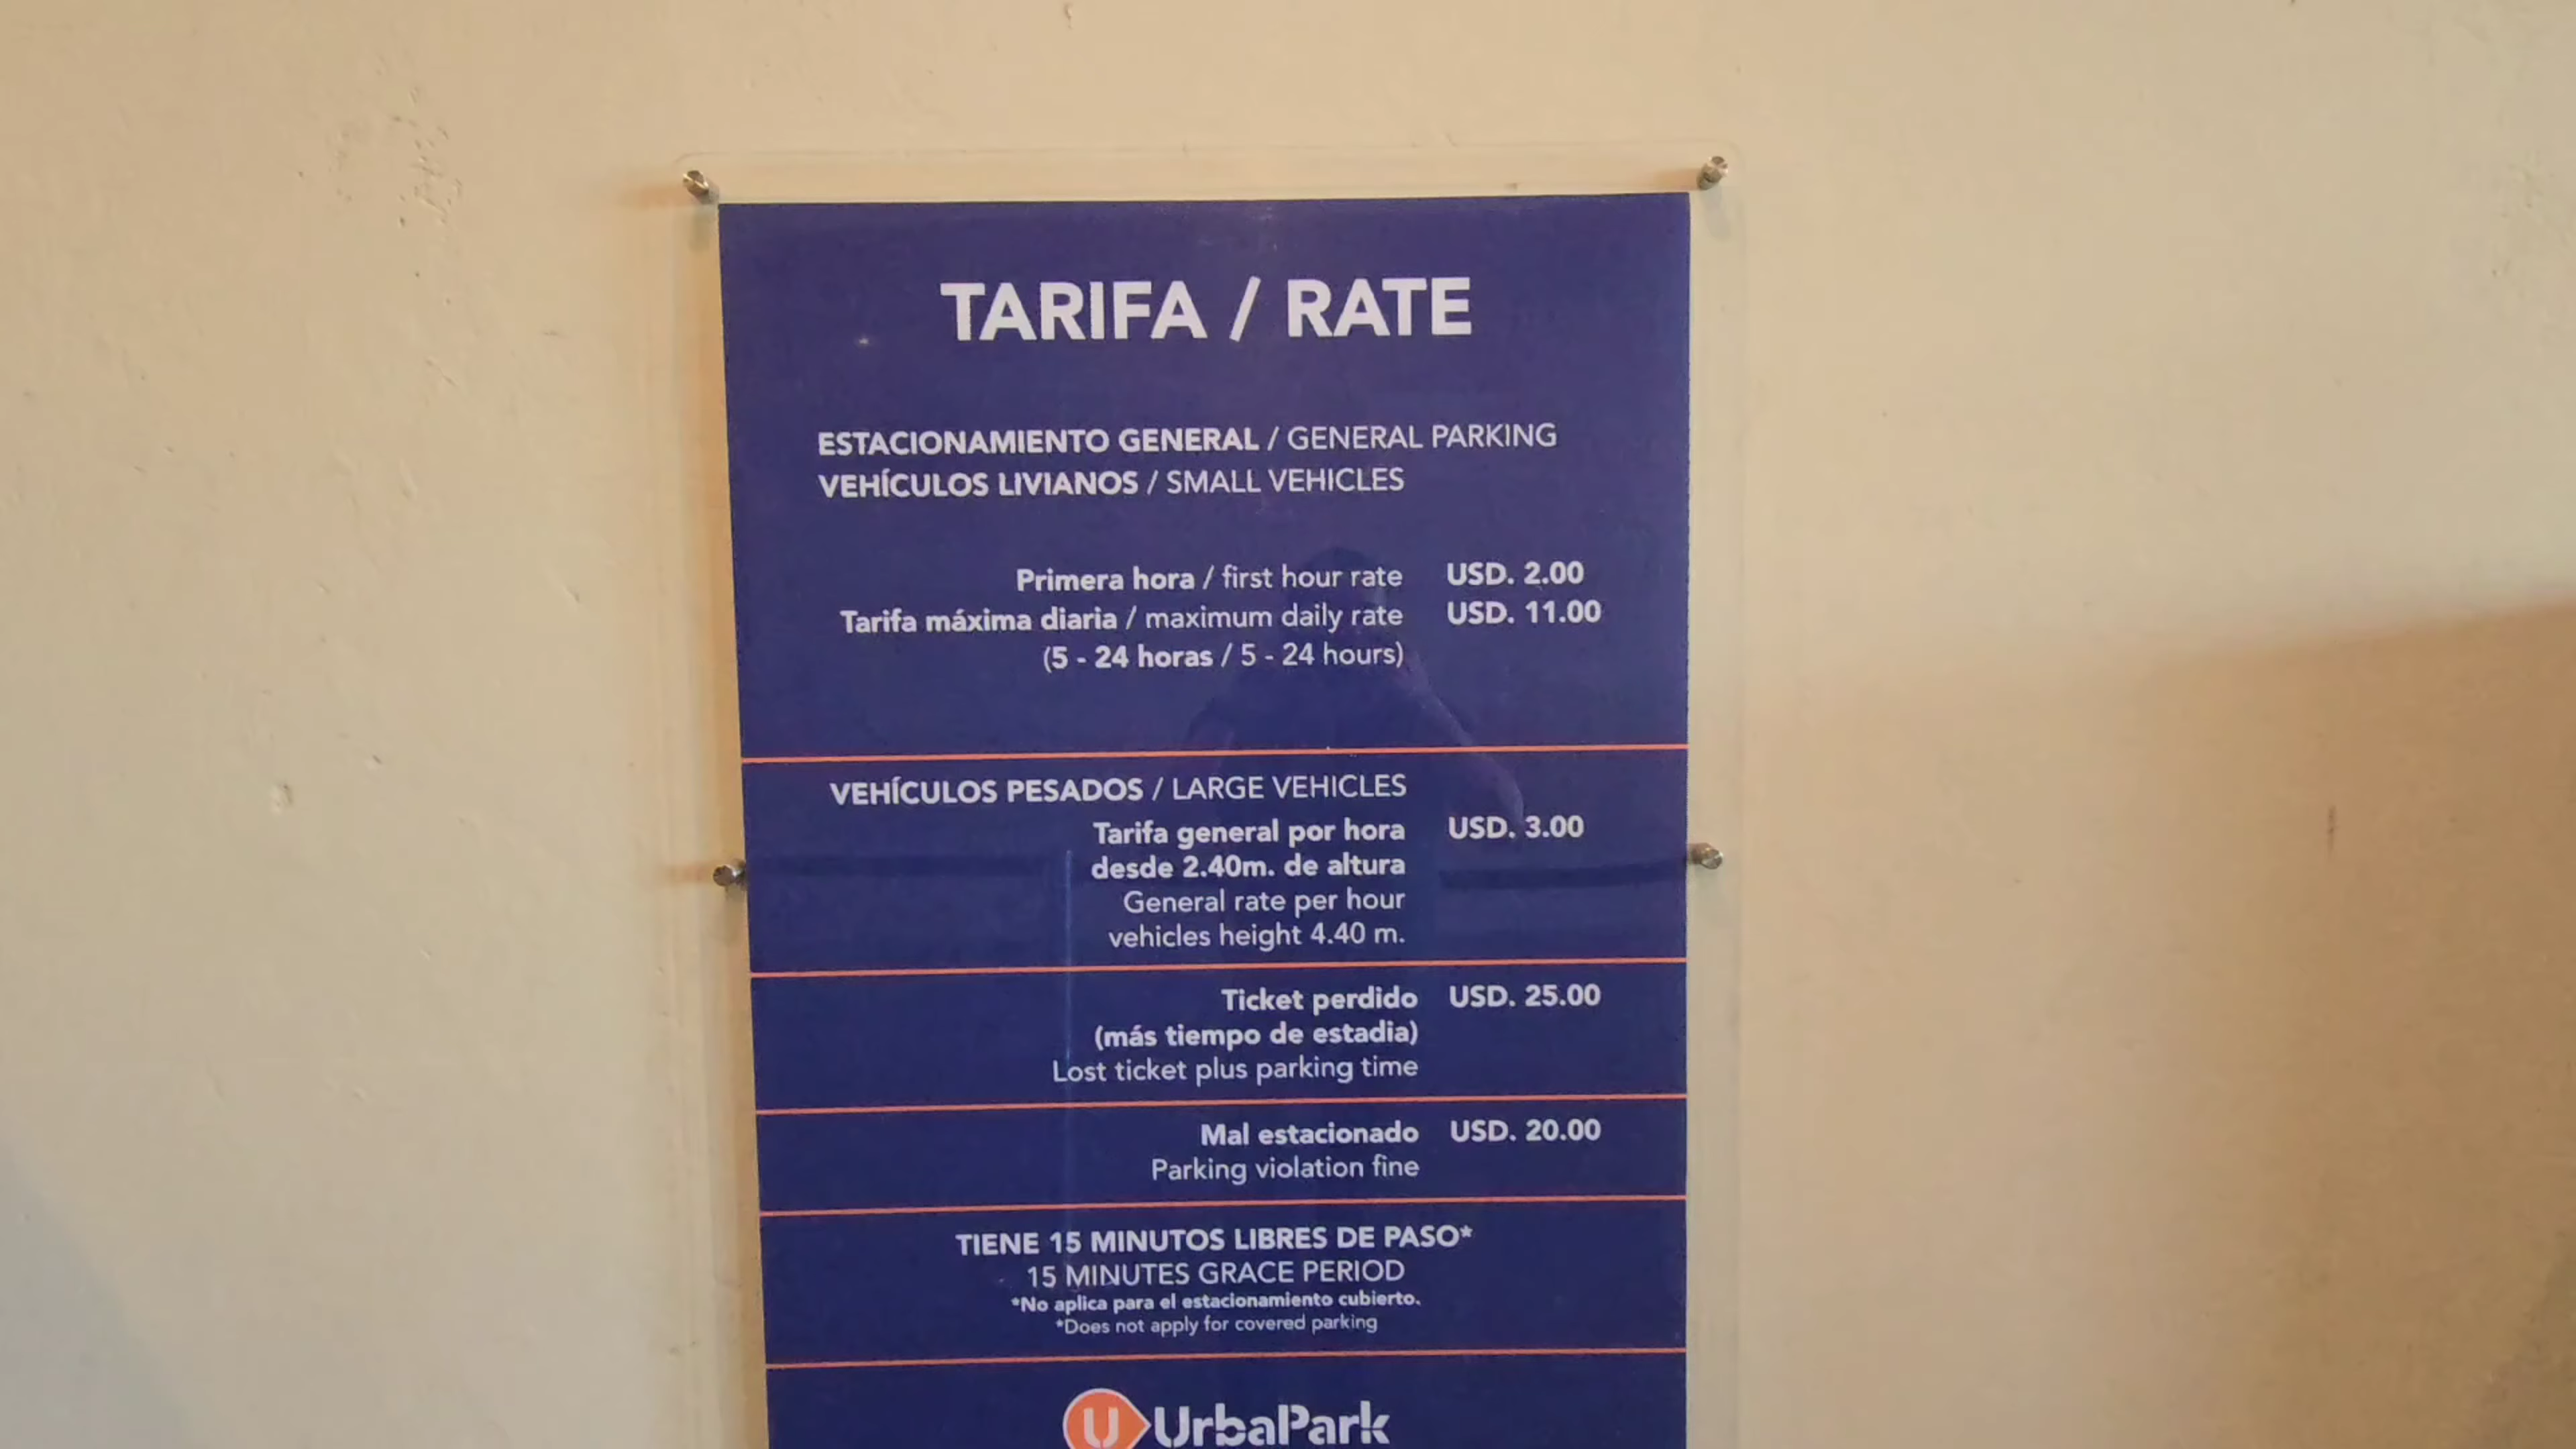 TARIFA / RATE
ESTACIONAMIENTO GENERAL / GENERAL PARKING
VEHÍCULOS LIVIANOS / SMALL VEHICLES
Primera hora / first hour rate USD. 2.00
Tarifa máxima diaria / maximum daily rate USD. 11.00
(5 - 24 horas / 5 - 24 hours)
VEHÍCULOS PESADOS / LARGE VEHICLES
Tarifa general por hora USD. 3.00
desde 2.40m. de altura
General rate per hour
vehicles height 4.40 m.
Ticket perdido USD. 25.00
(más tiempo de estadia)
Lost ticket plus parking time
Mal estacionado USD. 20.00
Parking violation fine
TIENE 15 MINUTOS LIBRES DE PASO*
15 MINUTES GRACE PERIOD
*No aplica para el estacionamiento cubierto.
*Does not apply for covered parking
U UrbaPark